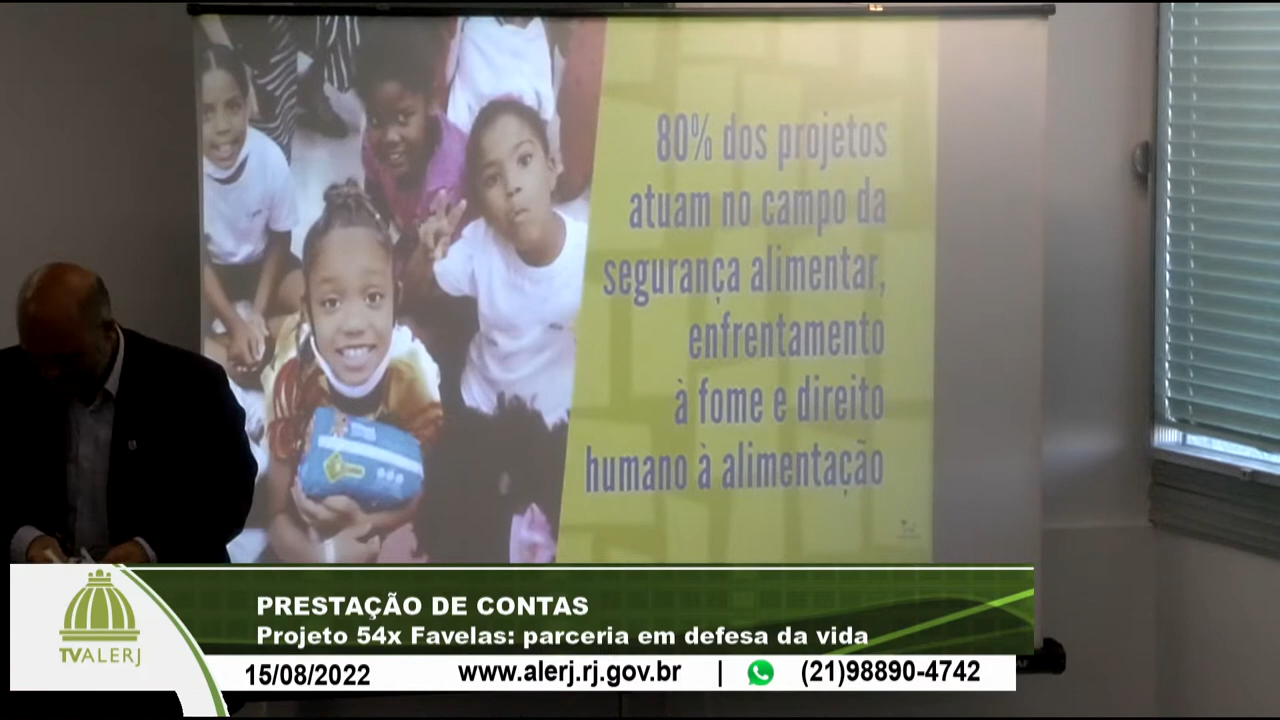 80% dos projetos
atuam no campo da
segurança alimentar,
enfrentamento
à fome e direito
humano à alimentação
PRESTAÇÃO DE CONTAS
Projeto 54x Favelas: parceria em defesa da vida
TVALERJ
15/08/2022 www.alerj.rj.gov.br | (21)98890-4742